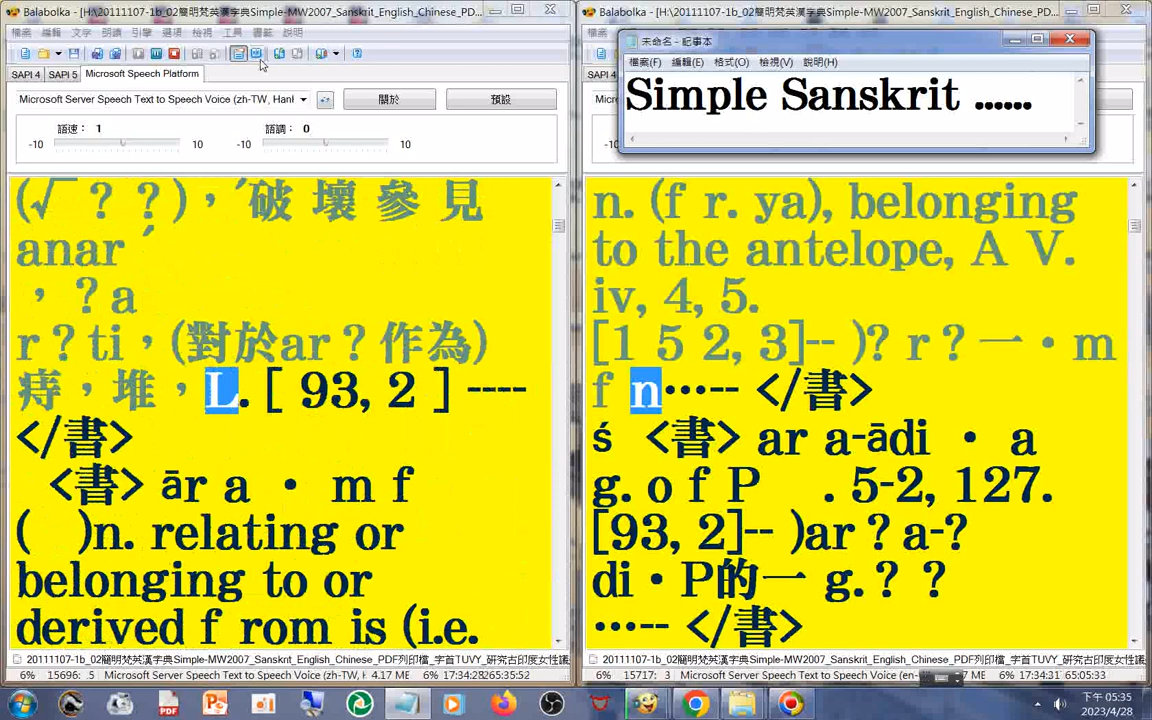 Balabolka - [H:\20111107-1b_02簡明梵英漢字典Simple-MW2007_Sanskrit_English_Chinese_PD...
檔案 編輯 文字 朗讀 引擎 選項 檢視 工具 書籤 說明
SAPI 4 SAPI 5 Microsoft Speech Platform
Microsoft Server Speech Text to Speech Voice (zh-TW, Hanl
關於
預設
語速： 1 語調： 0
-10 10 -10 10
(√？？)，´破 壞 參 見
anar ´
，？a
r？ti，(對於ar？作為)
痔，堆，L. [ 93, 2 ] ----
</書>
<書> ār a • m f
( )n. relating or
belonging to or
derived f rom is (i.e.
20111107-1b_02簡明梵英漢字典Simple-MW2007_Sanskrit_English_Chinese_PDF列印檔_字首TUVY_研究古印度女性議
6% 15696: .5 Microsoft Server Speech Text to Speech Voice (zh-TW, 4.17 ME 6% 17:34:28265:35:52
Balabolka - [H:\20111107-1b_02簡明梵英漢字典Simple-MW2007_Sanskrit_English_Chinese_PD...
未命名 - 記事本
檔案(F) 編輯(E) 格式(O) 檢視(V) 說明(H)
Simple Sanskrit ......
SAPI 4
Micr
-10
n. (f r. ya), belonging
to the antelope, A V.
iv, 4, 5.
[1 5 2, 3]-- )? r？一•m
f n…-- </書>
ś <書> ar a-ādi • a
g. o f P . 5-2, 127.
[93, 2]-- )ar？a-?
di•P的一 g.？？
…-- </書>
20111107-1b_02簡明梵英漢字典Simple-MW2007_Sanskrit_English_Chinese_PDF列印檔_字首TUVY_研究古印度女性議
6% 15717: 3 Microsoft Server Speech Text to Speech Voice (en- 6% 17:34:31 65:05:33
PDF
下午 05:35
2023/4/28